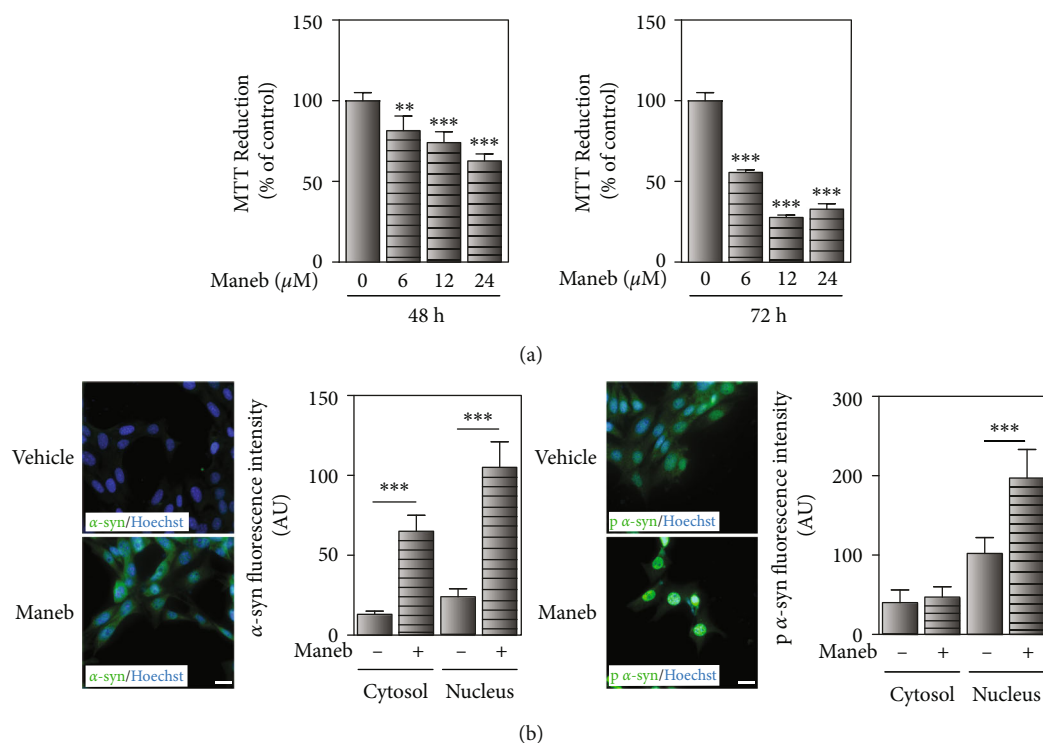 150
100
50
0
MTT Reduction
(% of control)
** *** ***
Maneb (µM) 0 6 12 24
48 h
150
100
50
0
MTT Reduction
(% of control)
*** *** ***
Maneb (µM) 0 6 12 24
72 h
(a)
Vehicle
α-syn/Hoechst
Maneb
α-syn/Hoechst
α-syn fluorescence intensity
(AU)
150
100
50
0
*** ***
Maneb – + – +
Cytosol Nucleus
Vehicle
p α-syn/Hoechst
Maneb
p α-syn/Hoechst
p α-syn fluorescence intensity
(AU)
300
200
100
0
***
Maneb – + – +
Cytosol Nucleus
(b)